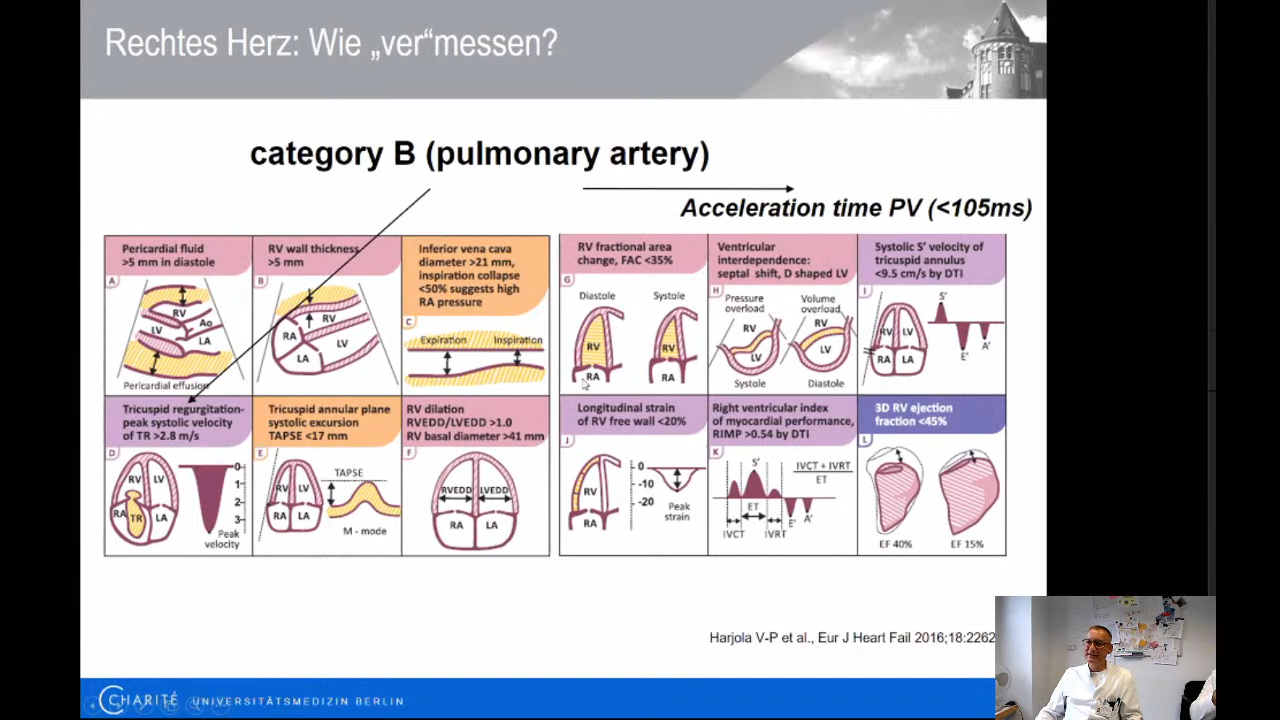 Rechtes Herz: Wie „ver“messen?
category B (pulmonary artery)
Acceleration time PV (<105ms)
Pericardial fluid
>5 mm in diastole
A
RV
LV
Ao
LA
Pericardial effusion
RV wall thickness
>5 mm
B
RV
RA
LV
LA
Inferior vena cava
diameter >21 mm,
inspiration collapse
<50% suggests high
RA pressure
C
Expiration
Inspiration
RV fractional area
change, FAC <35%
G
Diastole
Systole
RV
RV
RA
RA
Ventricular
interdependence:
septal shift, D shaped LV
H
Pressure
overload
Volume
overload
RV
LV
RV
LV
Systole
Diastole
Systolic S’ velocity of
tricuspid annulus
<9.5 cm/s by DTI
I
RV
LV
RA
LA
S’
E’
A’
Tricuspid regurgitation-
peak systolic velocity
of TR >2.8 m/s
D
RV
LV
RA
TR
LA
0
1
2
3
Peak
velocity
Tricuspid annular plane
systolic excursion
TAPSE <17 mm
E
RV
LV
RA
LA
TAPSE
M - mode
RV dilation
RVEDD/LVEDD >1.0
RV basal diameter >41 mm
F
RVEDD
LVEDD
RA
LA
Longitudinal strain
of RV free wall <20%
J
RV
RA
0
-10
-20
Peak
strain
Right ventricular index
of myocardial performance,
RIMP >0.54 by DTI
K
S’
IVCT + IVRT
ET
ET
E’
A’
IVCT
IVRT
3D RV ejection
fraction <45%
L
EF 40%
EF 15%
Harjola V-P et al., Eur J Heart Fail 2016;18:2262
CHARITÉ UNIVERSITÄTSMEDIZIN BERLIN